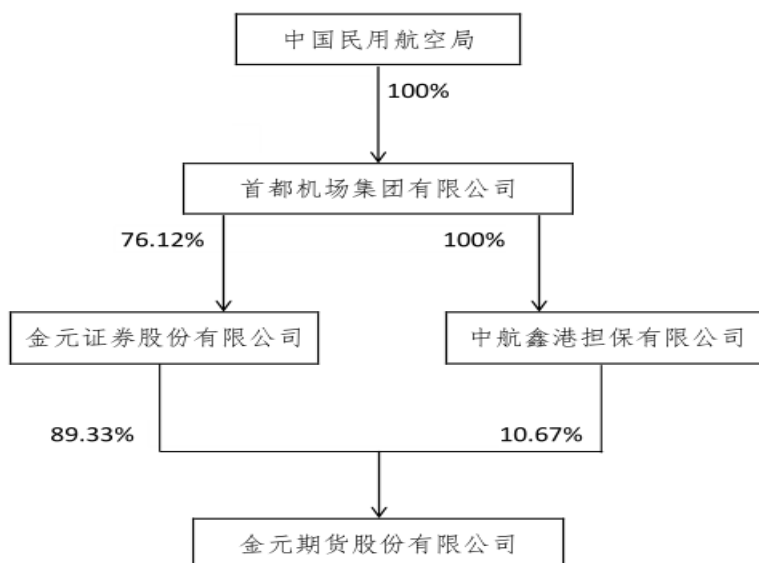 中国民用航空局
100%
首都机场集团有限公司
76.12%
100%
金元证券股份有限公司
中航鑫港担保有限公司
89.33%
10.67%
金元期货股份有限公司